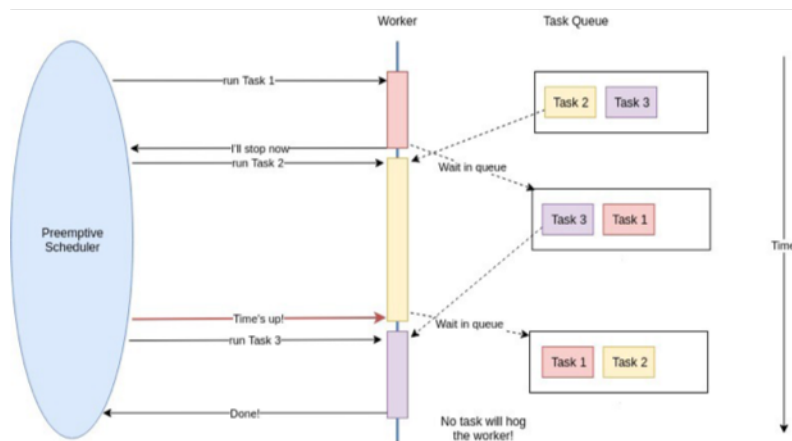 Worker
Task Queue
run Task 1
Task 2
Task 3
I'll stop now
run Task 2
Wait in queue
Task 3
Task 1
Preemptive
Scheduler
Time
Time's up!
Wait in queue
run Task 3
Task 1
Task 2
Done!
No task will hog
the worker!